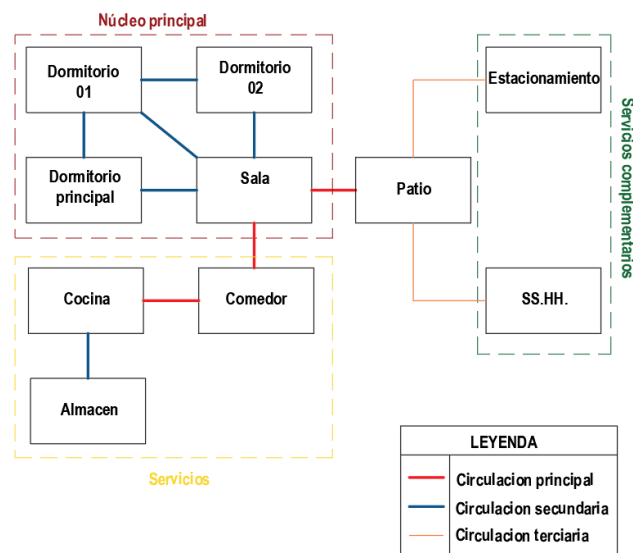 Núcleo principal
Dormitorio
01
Dormitorio
02
Estacionamiento
Dormitorio
principal
Sala
Patio
Servicios complementarios
Cocina
Comedor
SS.HH.
Almacen
Servicios
LEYENDA
Circulacion principal
Circulacion secundaria
Circulacion terciaria